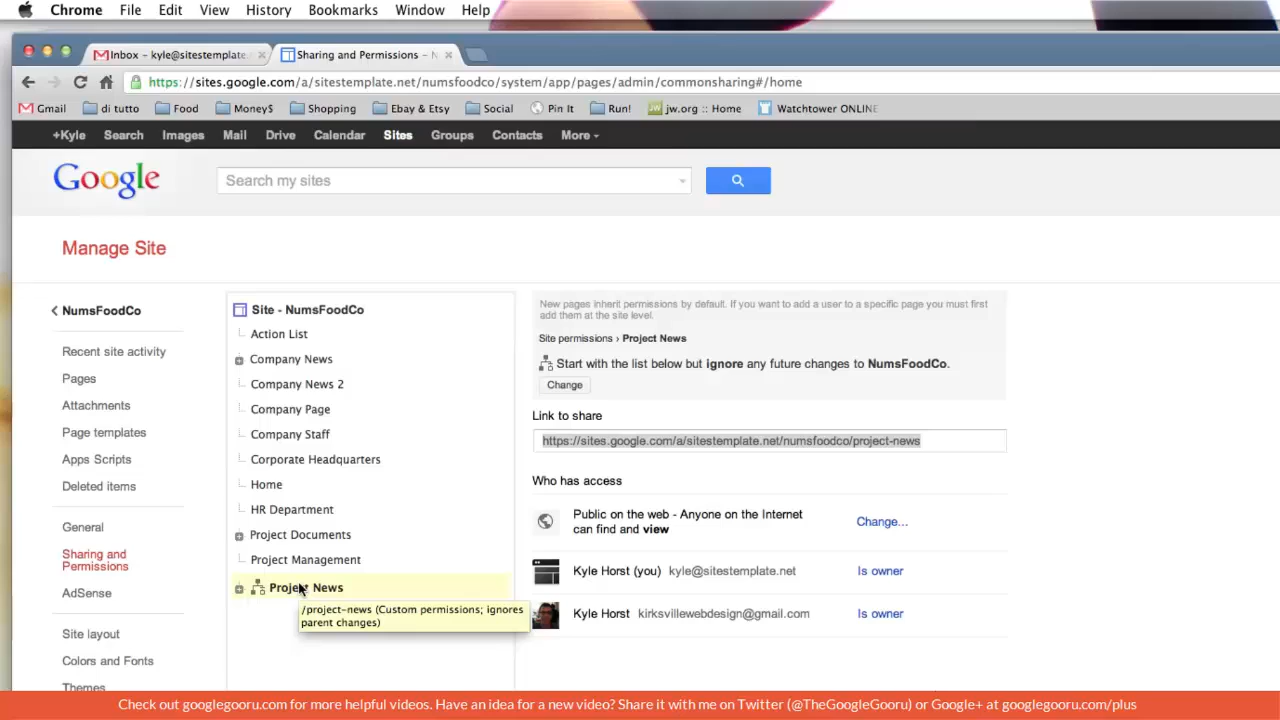 Chrome File Edit View History Bookmarks Window Help
Inbox - kyle@sitestemplate. Sharing and Permissions - N
https://sites.google.com/a/sitestemplate.net/numsfoodco/system/app/pages/admin/commonsharing#/home
Gmail di tutto Food Money$ Shopping Ebay & Etsy Social Pin It Run! jw.org :: Home Watchtower ONLINE
+Kyle Search Images Mail Drive Calendar Sites Groups Contacts More
Google Search my sites
Manage Site
NumsFoodCo
Recent site activity
Pages
Attachments
Page templates
Apps Scripts
Deleted items
General
Sharing and
Permissions
AdSense
Site layout
Colors and Fonts
Themes
Site - NumsFoodCo
Action List
Company News
Company News 2
Company Page
Company Staff
Corporate Headquarters
Home
HR Department
Project Documents
Project Management
Project News
/project-news (Custom permissions; ignores
parent changes)
New pages inherit permissions by default. If you want to add a user to a specific page you must first
add them at the site level.
Site permissions › Project News
Start with the list below but ignore any future changes to NumsFoodCo.
Change
Link to share
https://sites.google.com/a/sitestemplate.net/numsfoodco/project-news
Who has access
Public on the web - Anyone on the Internet
can find and view
Change...
Kyle Horst (you) kyle@sitestemplate.net Is owner
Kyle Horst kirksvillewebdesign@gmail.com Is owner
Check out googlegooru.com for more helpful videos. Have an idea for a new video? Share it with me on Twitter (@TheGoogleGooru) or Google+ at googlegooru.com/plus